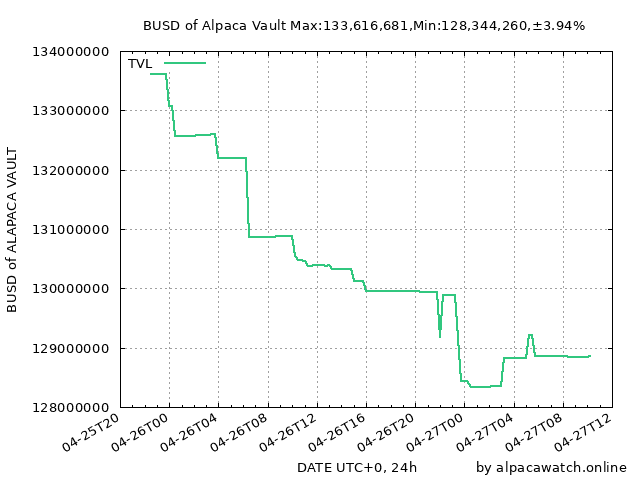 BUSD of Alpaca Vault Max:133,616,681,Min:128,344,260,±3.94%
134000000
TVL
133000000
132000000
131000000
130000000
129000000
128000000
BUSD of ALAPACA VAULT
04-25T20
04-26T00
04-26T04
04-26T08
04-26T12
04-26T16
04-26T20
04-27T00
04-27T04
04-27T08
04-27T12
DATE UTC+0, 24h
by alpacawatch.online